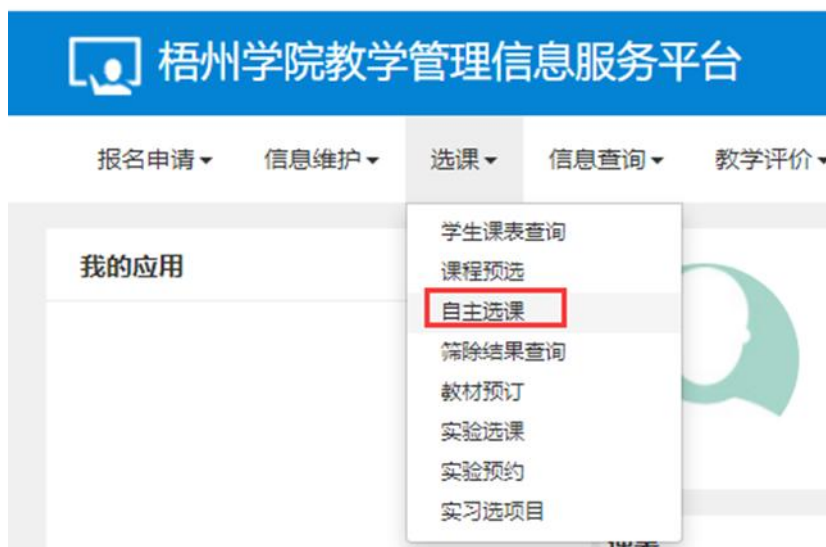 梧州学院教学管理信息服务平台
报名申请 信息维护 选课 信息查询 教学评价
学生课表查询
我的应用
课程预选
自主选课
筛除结果查询
教材预订
实验选课
实验预约
实习选项目